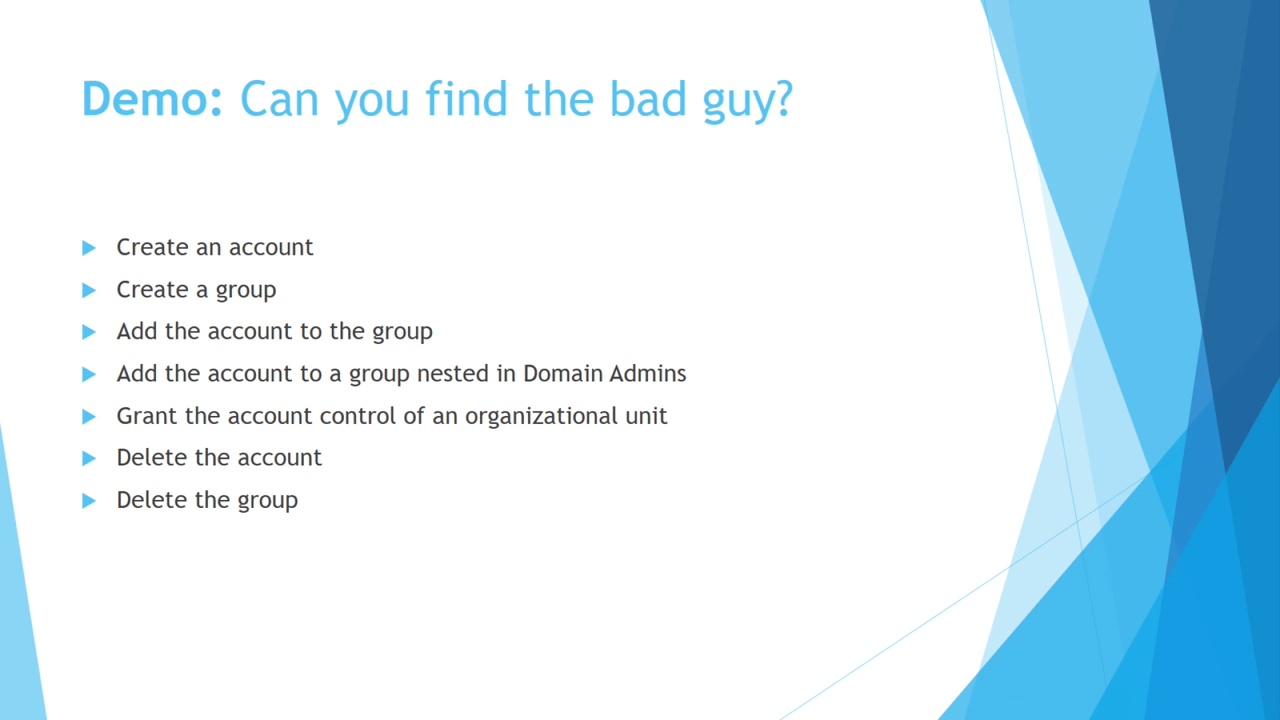 Demo: Can you find the bad guy?
Create an account
Create a group
Add the account to the group
Add the account to a group nested in Domain Admins
Grant the account control of an organizational unit
Delete the account
Delete the group